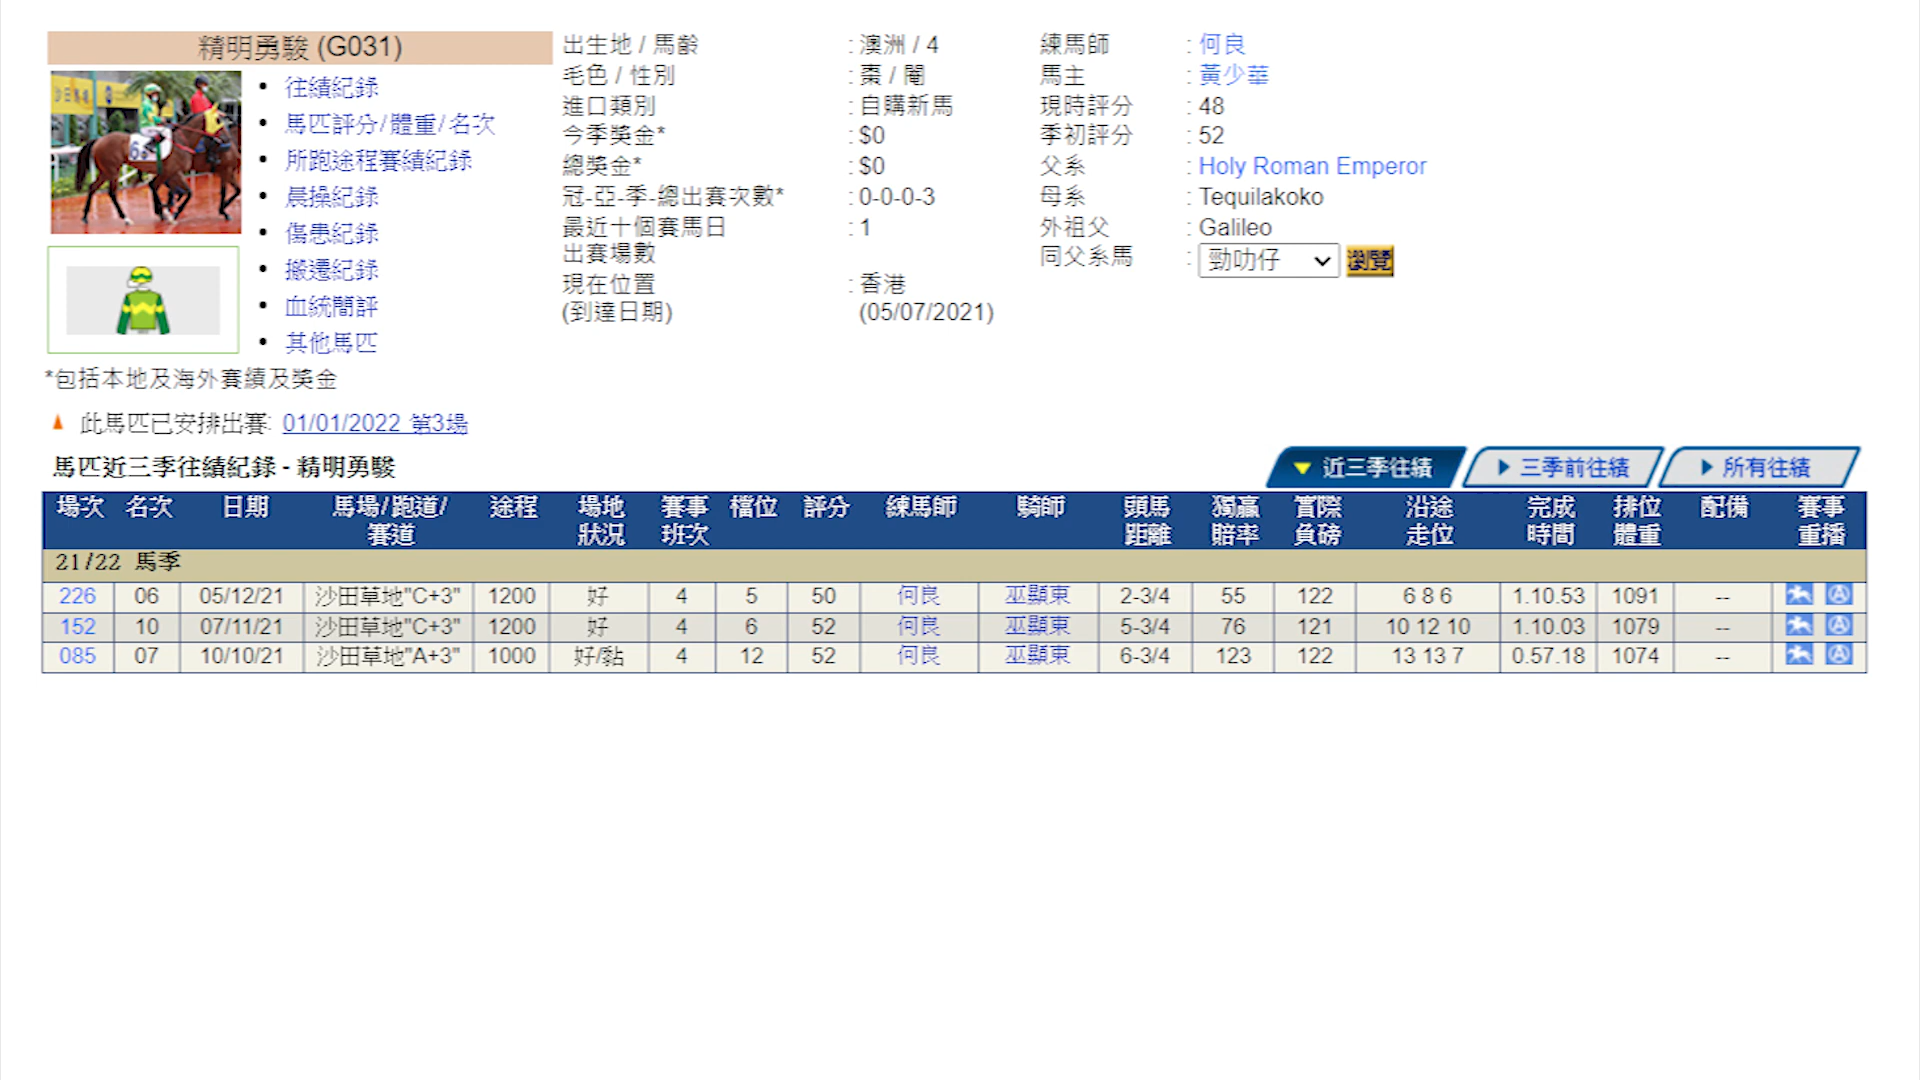 精明勇駿 (G031)
• 往績紀錄
• 馬匹評分/體重/名次
• 所跑途程賽績紀錄
• 晨操紀錄
• 傷患紀錄
• 搬遷紀錄
• 血統簡評
• 其他馬匹
*包括本地及海外賽績及獎金
出生地 / 馬齡 : 澳洲 / 4
毛色 / 性別 : 棗 / 閹
進口類別 : 自購新馬
今季獎金* : $0
總獎金* : $0
冠-亞-季-總出賽次數* : 0-0-0-3
最近十個賽馬日 : 1
出賽場數
現在位置 : 香港
(到達日期) (05/07/2021)
練馬師 : 何良
馬主 : 黃少華
現時評分 : 48
季初評分 : 52
父系 : Holy Roman Emperor
母系 : Tequilakoko
外祖父 : Galileo
同父系馬 : 勁叻仔 瀏覽
此馬匹已安排出賽: 01/01/2022 第3場
馬匹近三季往績紀錄 - 精明勇駿
近三季往績 三季前往績 所有往績
場次 名次 日期 馬場/跑道/ 途程 場地 賽事 檔位 評分 練馬師 騎師 頭馬 獨贏 實際 沿途 完成 排位 配備 賽事
賽道 狀況 班次 距離 賠率 負磅 走位 時間 體重 重播
21/22 馬季
226 06 05/12/21 沙田草地"C+3" 1200 好 4 5 50 何良 巫顯東 2-3/4 55 122 6 8 6 1.10.53 1091 --
152 10 07/11/21 沙田草地"C+3" 1200 好 4 6 52 何良 巫顯東 5-3/4 76 121 10 12 10 1.10.03 1079 --
085 07 10/10/21 沙田草地"A+3" 1000 好/黏 4 12 52 何良 巫顯東 6-3/4 123 122 13 13 7 0.57.18 1074 --